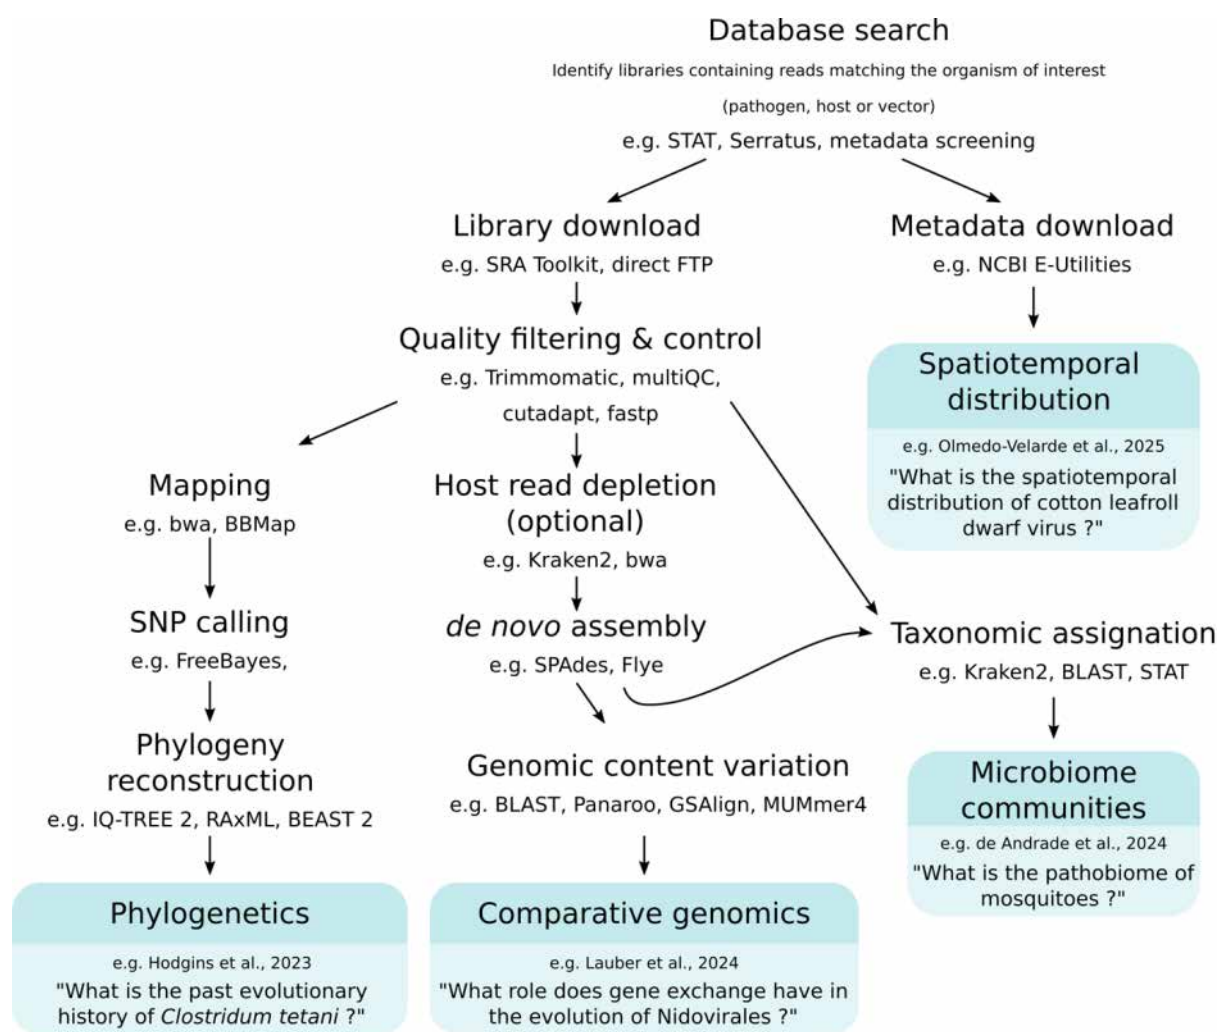 Database search
Identify libraries containing reads matching the organism of interest
(pathogen, host or vector)
e.g. STAT, Serratus, metadata screening
Library download
e.g. SRA Toolkit, direct FTP
Metadata download
e.g. NCBI E-Utilities
Quality filtering & control
e.g. Trimmomatic, multiQC,
cutadapt, fastp
Spatiotemporal
distribution
e.g. Olmedo-Velarde et al., 2025
"What is the spatiotemporal
distribution of cotton leafroll
dwarf virus ?"
Mapping
e.g. bwa, BBMap
Host read depletion
(optional)
e.g. Kraken2, bwa
SNP calling
e.g. FreeBayes,
de novo assembly
e.g. SPAdes, Flye
Taxonomic assignation
e.g. Kraken2, BLAST, STAT
Phylogeny
reconstruction
e.g. IQ-TREE 2, RAxML, BEAST 2
Genomic content variation
e.g. BLAST, Panaroo, GSAlign, MUMmer4
Microbiome
communities
e.g. de Andrade et al., 2024
"What is the pathobiome of
mosquitoes ?"
Phylogenetics
e.g. Hodgins et al., 2023
"What is the past evolutionary
history of Clostridum tetani ?"
Comparative genomics
e.g. Lauber et al., 2024
"What role does gene exchange have in
the evolution of Nidovirales ?"